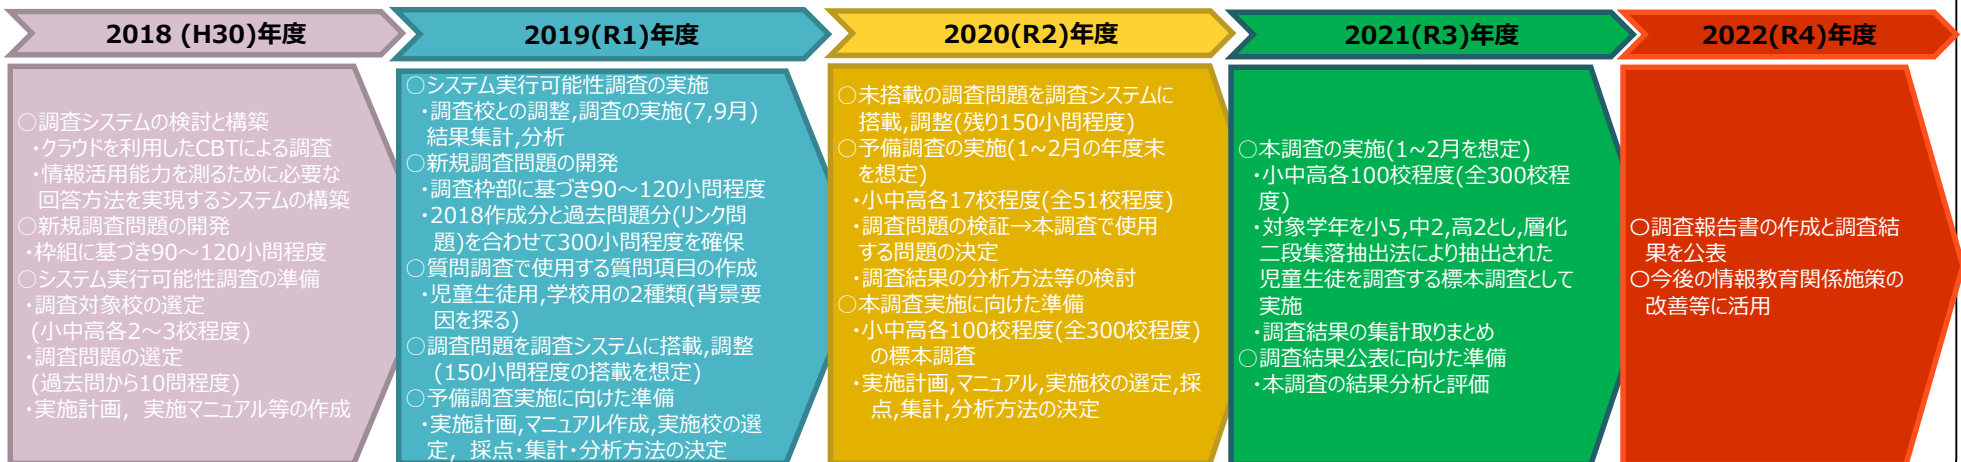 2018 (H30)年度
○調査システムの検討と構築
・クラウドを利用したCBTによる調査
・情報活用能力を測るために必要な
回答方法を実現するシステムの構築
○新規調査問題の開発
・枠組に基づき90～120小問程度
○システム実行可能性調査の準備
・調査対象校の選定
(小中高各2～3校程度)
・調査問題の選定
(過去問から10問程度)
・実施計画，実施マニュアル等の作成
2019(R1)年度
○システム実行可能性調査の実施
・調査校との調整,調査の実施(7,9月)
結果集計,分析
○新規調査問題の開発
・調査枠部に基づき90～120小問程度
・2018作成分と過去問題分(リンク問
題)を合わせて300小問程度を確保
○質問調査で使用する質問項目の作成
・児童生徒用,学校用の2種類(背景要
因を探る)
○調査問題を調査システムに搭載,調整
(150小問程度の搭載を想定)
○予備調査実施に向けた準備
・実施計画,マニュアル作成,実施校の選
定，採点・集計・分析方法の決定
2020(R2)年度
○未搭載の調査問題を調査システムに
搭載,調整(残り150小問程度)
○予備調査の実施(1~2月の年度末
を想定)
・小中高各17校程度(全51校程度)
・調査問題の検証→本調査で使用
する問題の決定
・調査結果の分析方法等の検討
○本調査実施に向けた準備
・小中高各100校程度(全300校程度)
の標本調査
・実施計画,マニュアル,実施校の選定,採
点,集計,分析方法の決定
2021(R3)年度
○本調査の実施(1~2月を想定)
・小中高各100校程度(全300校程
度)
・対象学年を小5,中2,高2とし,層化
二段集落抽出法により抽出された
児童生徒を調査する標本調査として
実施
・調査結果の集計取りまとめ
○調査結果公表に向けた準備
・本調査の結果分析と評価
2022(R4)年度
〇調査報告書の作成と調査結
果を公表
〇今後の情報教育関係施策の
改善等に活用